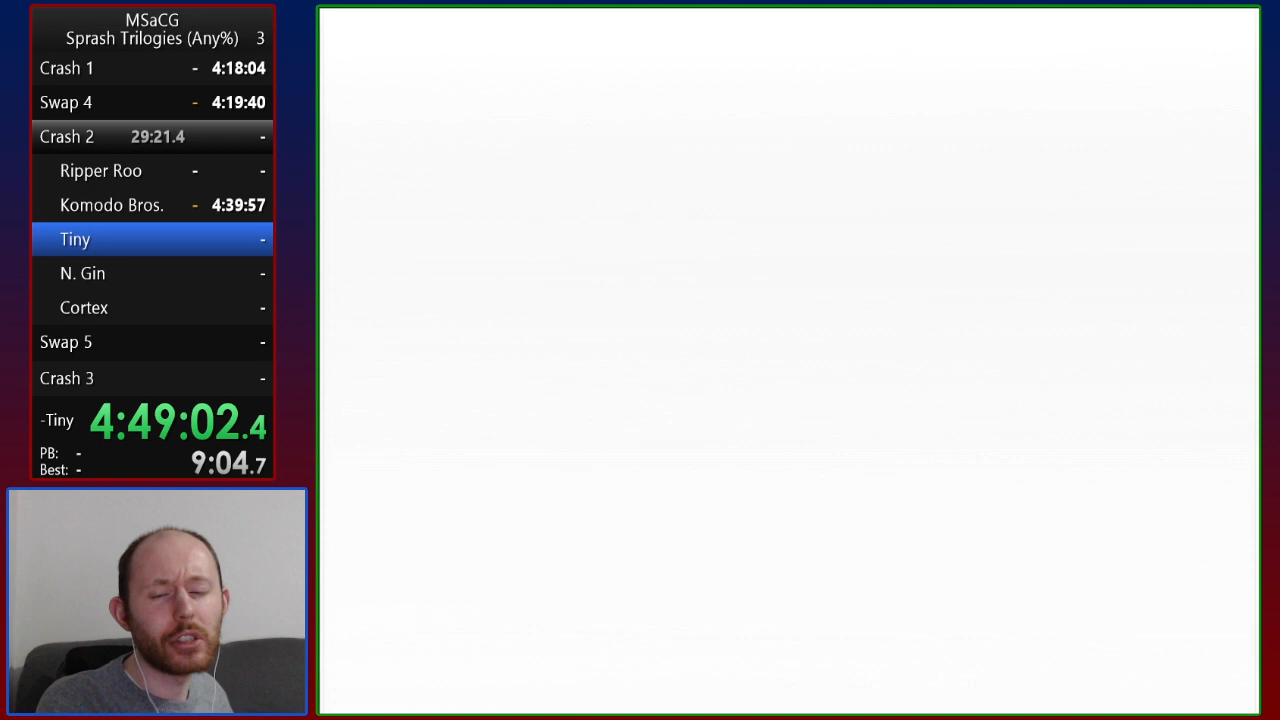 MSaCG
Sprash Trilogies (Any%) 3
Crash 1 - 4:18:04
Swap 4 - 4:19:40
Crash 2 29:21.4 -
Ripper Roo - -
Komodo Bros. - 4:39:57
Tiny -
N. Gin -
Cortex -
Swap 5 -
Crash 3 -
-Tiny 4:49:02.4
PB: -
Best: - 9:04.7